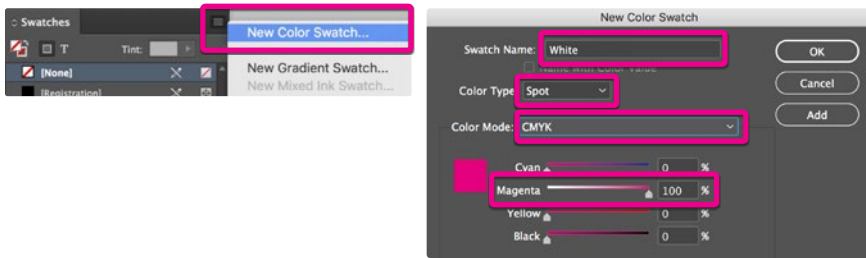 Swatches
New Color Swatch...
T Tint:
[None]
New Gradient Swatch...
New Mixed Ink Swatch...
[Registration]
New Color Swatch
Swatch Name: White
Name with Color Value
Color Type Spot
Color Mode: CMYK
Cyan 0 %
Magenta 100 %
Yellow 0 %
Black 0 %
OK
Cancel
Add